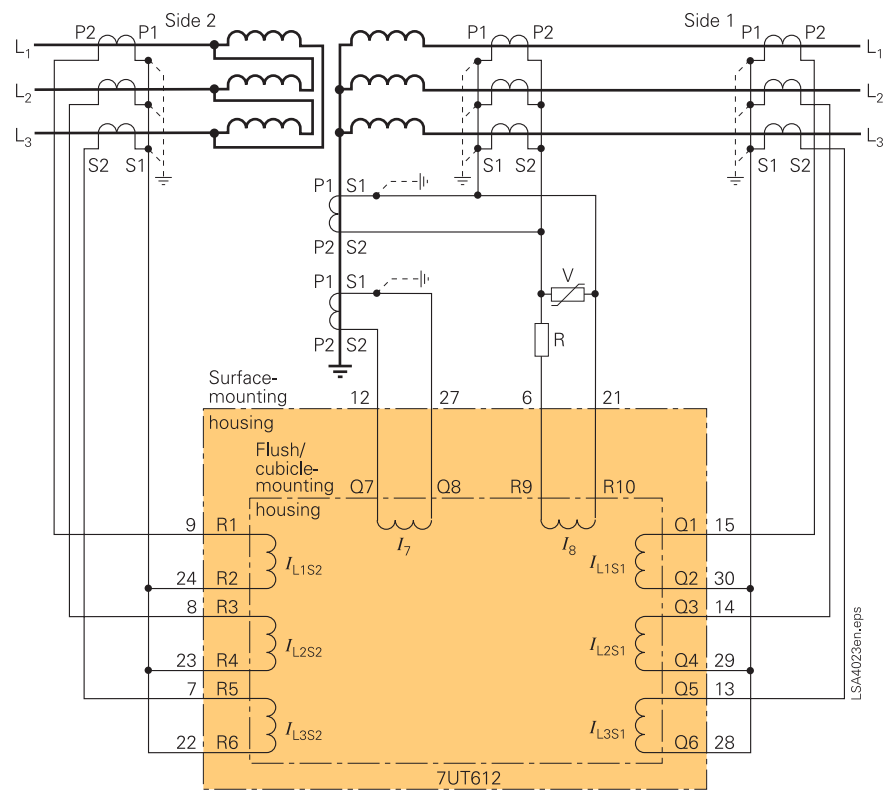 Side 2
Side 1
P2 P1
P1 P2
P1 P2
L1
L1
L2
L2
L3
L3
S2 S1
S1 S2
S1 S2
P1 S1
P2 S2
P1 S1
V
P2 S2
R
Surface-
mounting
housing
12 27 6 21
Flush/
cubicle-
mounting
housing
Q7 Q8 R9 R10
I7
I8
9 R1
Q1 15
IL1S2
IL1S1
24 R2
Q2 30
8 R3
Q3 14
IL2S2
IL2S1
23 R4
Q4 29
7 R5
Q5 13
IL3S2
IL3S1
22 R6
Q6 28
7UT612
LSA4023en.eps